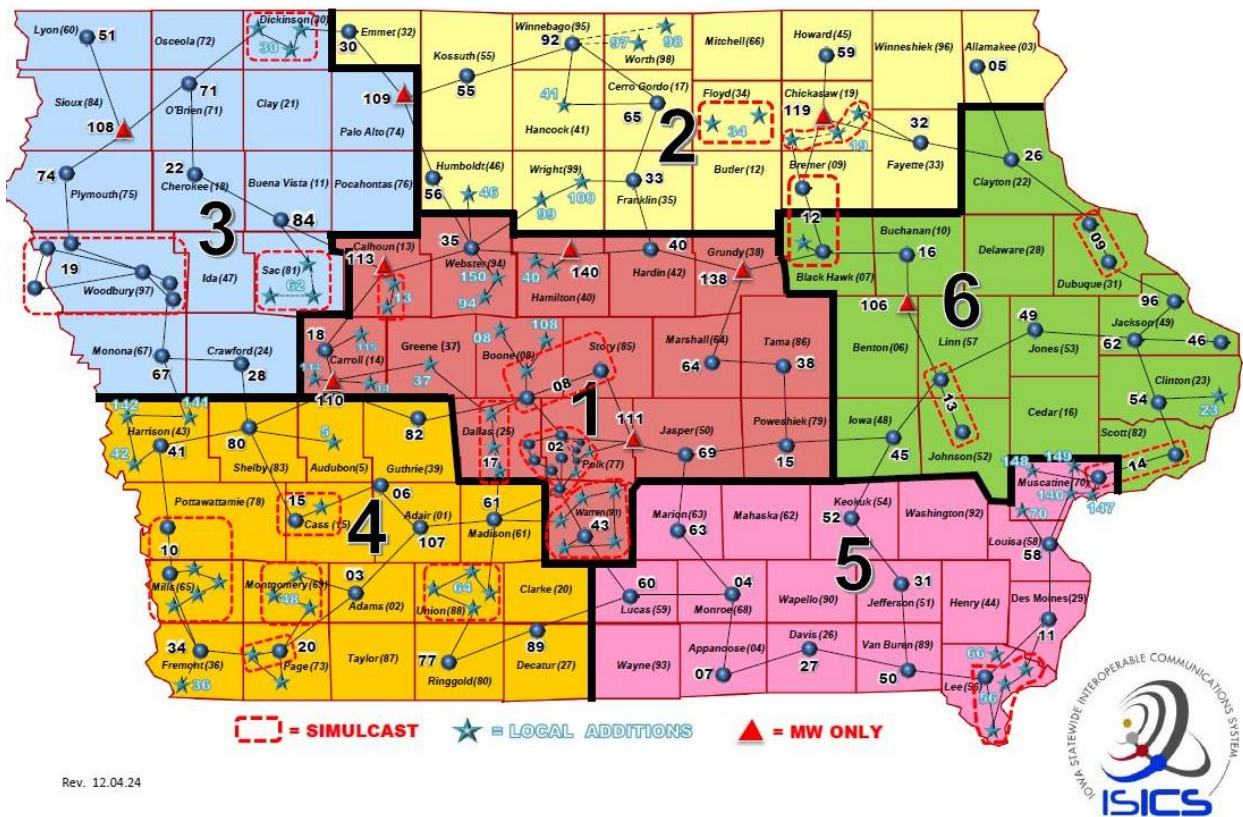 Lyon (60)
51
Osceola (72)
Dickinson (30)
30
Emmet (32)
30
Kossuth (55)
55
Winnebago (95)
92
97
98
Worth (98)
Mitchell (66)
Howard (45)
59
Winneshiek (96)
Allamakee (03)
05
Sioux (84)
108
71
O'Brien (71)
Clay (21)
Palo Alto (74)
109
41
Hancock (41)
Cerro Gordo (17)
65
2
Floyd (34)
34
Chickasaw (19)
119
19
32
Fayette (33)
26
Clayton (22)
74
Plymouth (75)
22
Cherokee (18)
Buena Vista (11)
Pocahontas (76)
Humboldt (46)
56
46
Wright (99)
99
100
33
Franklin (35)
Butler (12)
Bremer (09)
12
3
84
19
Woodbury (97)
Ida (47)
Sac (81)
62
Calhoun (13)
113
13
35
Webster (94)
150
94
40
140
Hamilton (40)
40
Hardin (42)
Grundy (38)
138
Black Hawk (07)
Buchanan (10)
16
Delaware (28)
09
Dubuque (31)
106
6
96
Monona (67)
67
Crawford (24)
28
18
115
Carroll (14)
114
14
110
Greene (37)
37
08
108
Boone (08)
Story (85)
08
Marshall (64)
64
Tama (86)
38
Benton (06)
Linn (57
13
49
Jones (53)
Jackson (49)
62
46
Clinton (23)
54
23
1
142
141
Harrison (43)
42
41
80
Shelby (83)
5
Audubon (5)
82
Guthrie (39)
Dallas (25)
17
02
Polk (77)
111
Jasper (50)
69
Poweshiek (79)
15
Iowa (48)
45
Johnson (52)
Cedar (16)
Scott (82)
14
148
149
Muscatine (70)
140
147
70
Pottawattamie (78)
10
15
Cass (15)
4
06
Adair (01)
107
61
Madison (61)
Warren (91)
43
Marion (63)
63
Mahaska (62)
Keokuk (54)
52
Washington (92)
Louisa (58)
58
5
Mills (65)
Montgomery (69)
48
03
Adams (02)
64
Union (88)
Clarke (20)
60
Lucas (59)
04
Monroe (68)
Wapello (90)
31
Jefferson (51)
Henry (44)
Des Moines (29)
11
34
Fremont (36)
36
20
Page (73)
Taylor (87)
77
Ringgold (80)
89
Decatur (27)
Wayne (93)
Appanoose (04)
07
Davis (26)
27
Van Buren (89)
50
66
Lee (56)
56
= SIMULCAST
= LOCAL ADDITIONS
= MW ONLY
Rev. 12.04.24
IOWA STATEWIDE INTEROPERABLE COMMUNICATIONS SYSTEM
ISICS